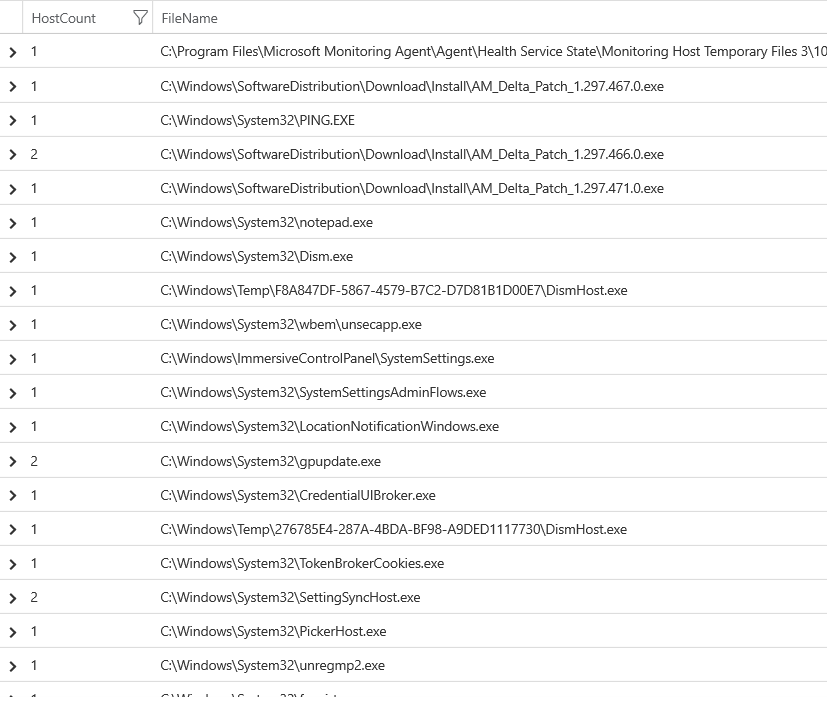 HostCount FileName
1 C:\Program Files\Microsoft Monitoring Agent\Agent\Health Service State\Monitoring Host Temporary Files 3\10
1 C:\Windows\SoftwareDistribution\Download\Install\AM_Delta_Patch_1.297.467.0.exe
1 C:\Windows\System32\PING.EXE
2 C:\Windows\SoftwareDistribution\Download\Install\AM_Delta_Patch_1.297.466.0.exe
1 C:\Windows\SoftwareDistribution\Download\Install\AM_Delta_Patch_1.297.471.0.exe
1 C:\Windows\System32\notepad.exe
1 C:\Windows\System32\Dism.exe
1 C:\Windows\Temp\F8A847DF-5867-4579-B7C2-D7D81B1D00E7\DismHost.exe
1 C:\Windows\System32\wbem\unsecapp.exe
1 C:\Windows\ImmersiveControlPanel\SystemSettings.exe
1 C:\Windows\System32\SystemSettingsAdminFlows.exe
1 C:\Windows\System32\LocationNotificationWindows.exe
2 C:\Windows\System32\gpupdate.exe
1 C:\Windows\System32\CredentialUIBroker.exe
1 C:\Windows\Temp\276785E4-287A-4BDA-BF98-A9DED1117730\DismHost.exe
1 C:\Windows\System32\TokenBrokerCookies.exe
2 C:\Windows\System32\SettingSyncHost.exe
1 C:\Windows\System32\PickerHost.exe
1 C:\Windows\System32\unregmp2.exe